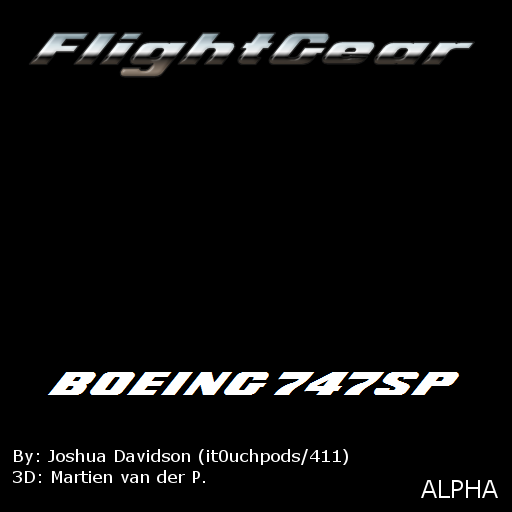 FlightGear
BOEING 747SP
By: Joshua Davidson (it0uchpods/411)
3D: Martien van der P.
ALPHA